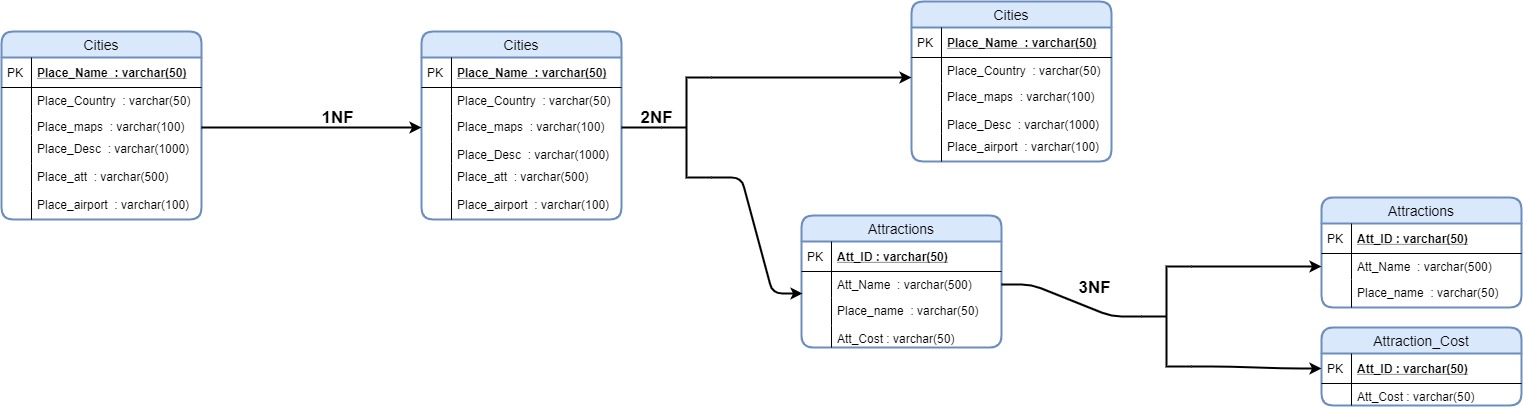 Cities
PK Place_Name : varchar(50)
Place_Country : varchar(50)
Place_maps : varchar(100)
Place_Desc : varchar(1000)
Place_att : varchar(500)
Place_airport : varchar(100)
1NF
Cities
PK Place_Name : varchar(50)
Place_Country : varchar(50)
Place_maps : varchar(100)
Place_Desc : varchar(1000)
Place_att : varchar(500)
Place_airport : varchar(100)
2NF
Cities
PK Place_Name : varchar(50)
Place_Country : varchar(50)
Place_maps : varchar(100)
Place_Desc : varchar(1000)
Place_airport : varchar(100)
Attractions
PK Att_ID : varchar(50)
Att_Name : varchar(500)
Place_name : varchar(50)
Att_Cost : varchar(50)
3NF
Attractions
PK Att_ID : varchar(50)
Att_Name : varchar(500)
Place_name : varchar(50)
Attraction_Cost
PK Att_ID : varchar(50)
Att_Cost : varchar(50)